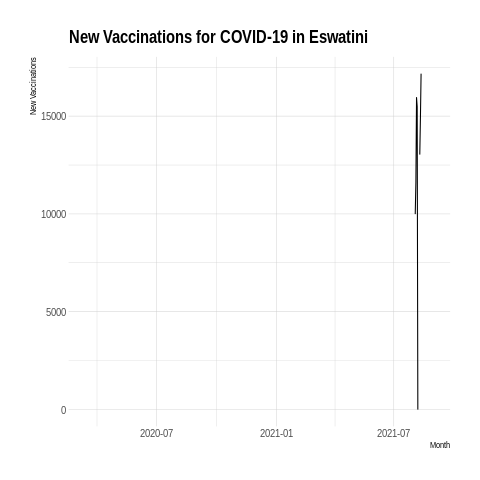 New Vaccinations for COVID-19 in Eswatini
New Vaccinations
15000
10000
5000
0
2020-07 2021-01 2021-07
Month